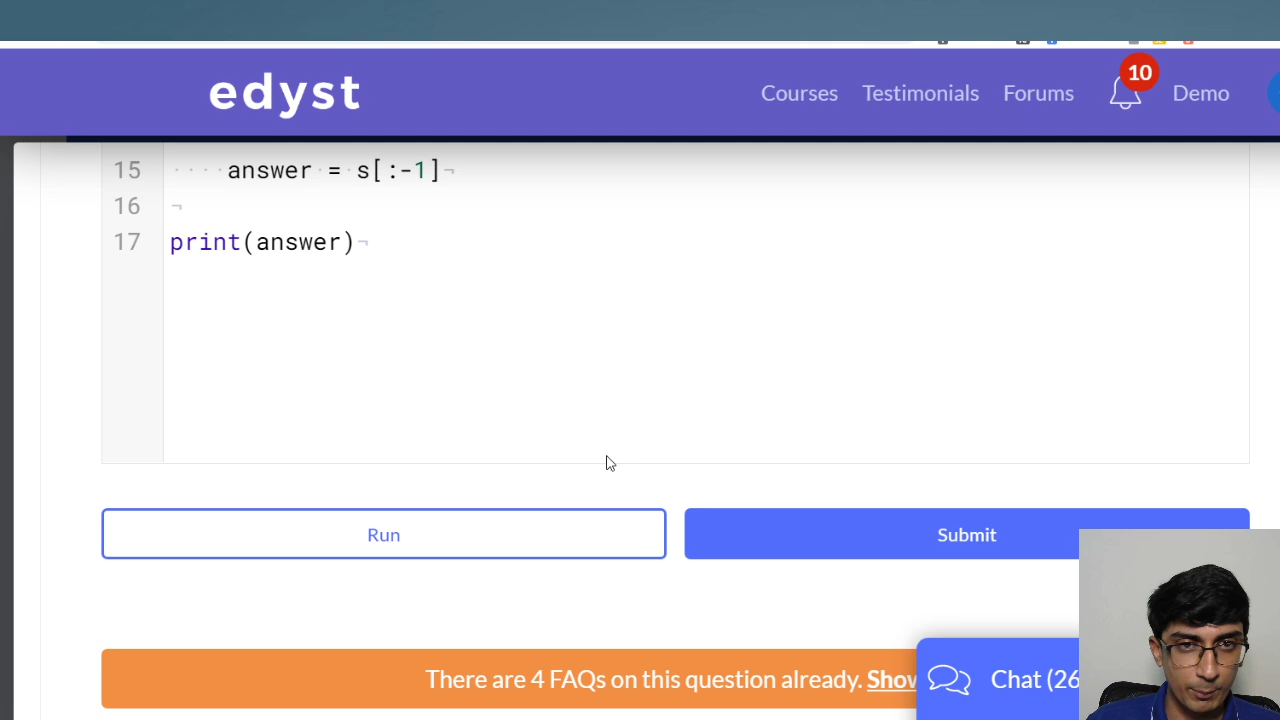 edyst
Courses Testimonials Forums 10 Demo
15 answer = s[:-1]
16
17 print(answer)
Run Submit
There are 4 FAQs on this question already. Show
Chat (26